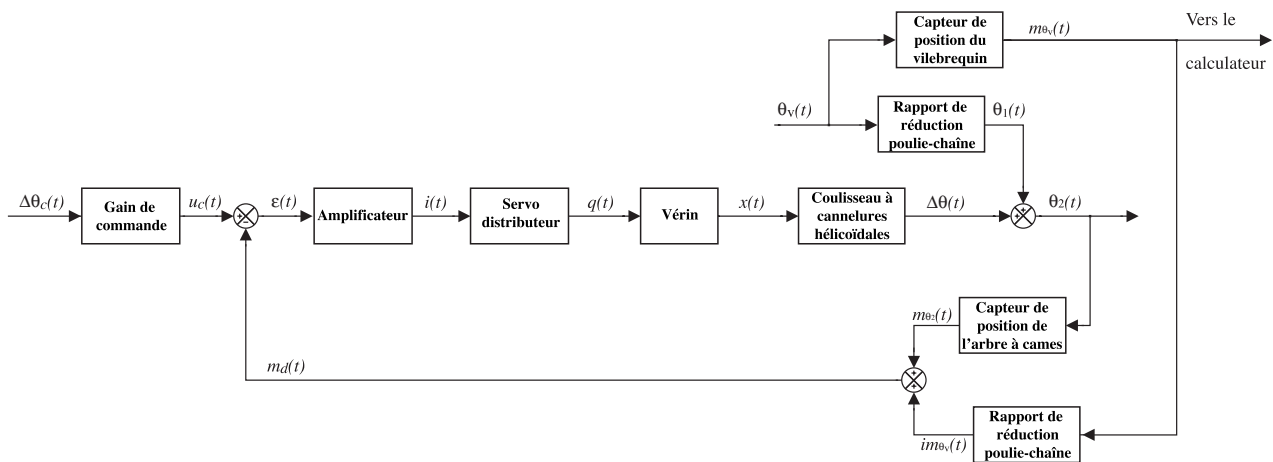 Capteur de
position du
vilebrequin
mθv(t)
Vers le
calculateur
θv(t)
Rapport de
réduction
poulie-chaîne
θ1(t)
Δθc(t)
Gain de
commande
uc(t)
+
−
ε(t)
Amplificateur
i(t)
Servo
distributeur
q(t)
Vérin
x(t)
Coulisseau à
cannelures
hélicoïdales
Δθ(t)
+
+
θ2(t)
mθ2(t)
Capteur de
position de
l'arbre à cames
md(t)
+
+
imθv(t)
Rapport de
réduction
poulie-chaîne